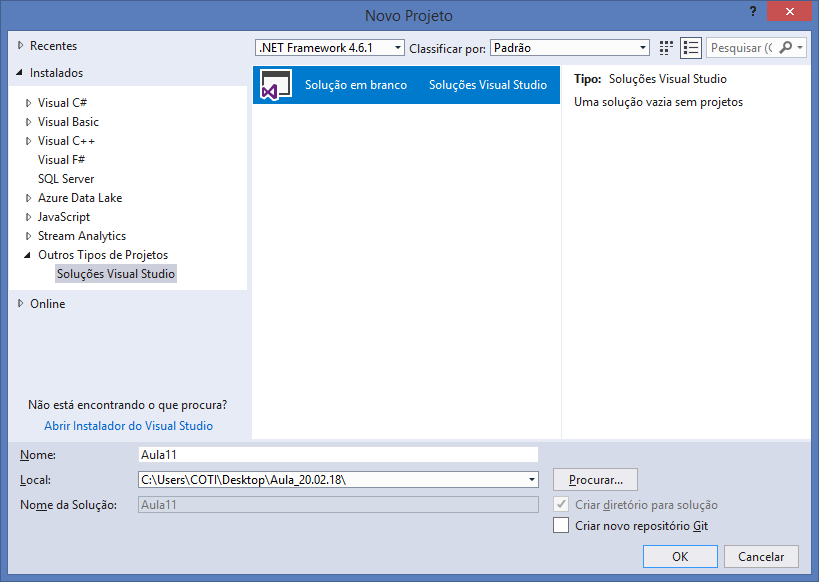 Novo Projeto
?
Recentes
Instalados
Visual C#
Visual Basic
Visual C++
Visual F#
SQL Server
Azure Data Lake
JavaScript
Stream Analytics
Outros Tipos de Projetos
Soluções Visual Studio
Online
Não está encontrando o que procura?
Abrir Instalador do Visual Studio
.NET Framework 4.6.1 Classificar por: Padrão Pesquisar (C
Solução em branco Soluções Visual Studio
Tipo: Soluções Visual Studio
Uma solução vazia sem projetos
Nome: Aula11
Local: C:\Users\COTI\Desktop\Aula_20.02.18\ Procurar...
Nome da Solução: Aula11
Criar diretório para solução
Criar novo repositório Git
OK Cancelar